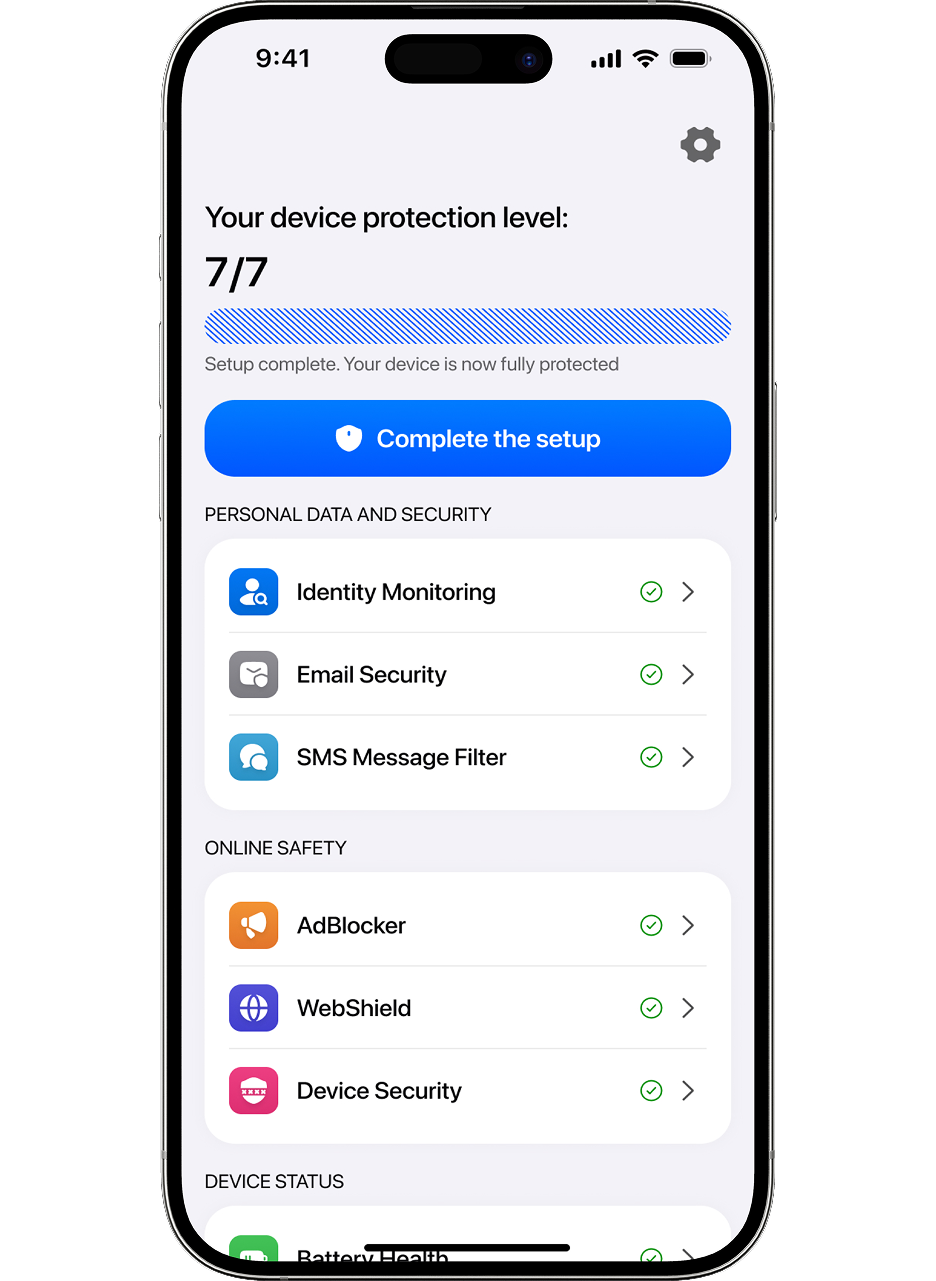 9:41
Your device protection level:
7/7
Setup complete. Your device is now fully protected
Complete the setup
PERSONAL DATA AND SECURITY
Identity Monitoring
Email Security
SMS Message Filter
ONLINE SAFETY
AdBlocker
WebShield
Device Security
DEVICE STATUS
Battery Health